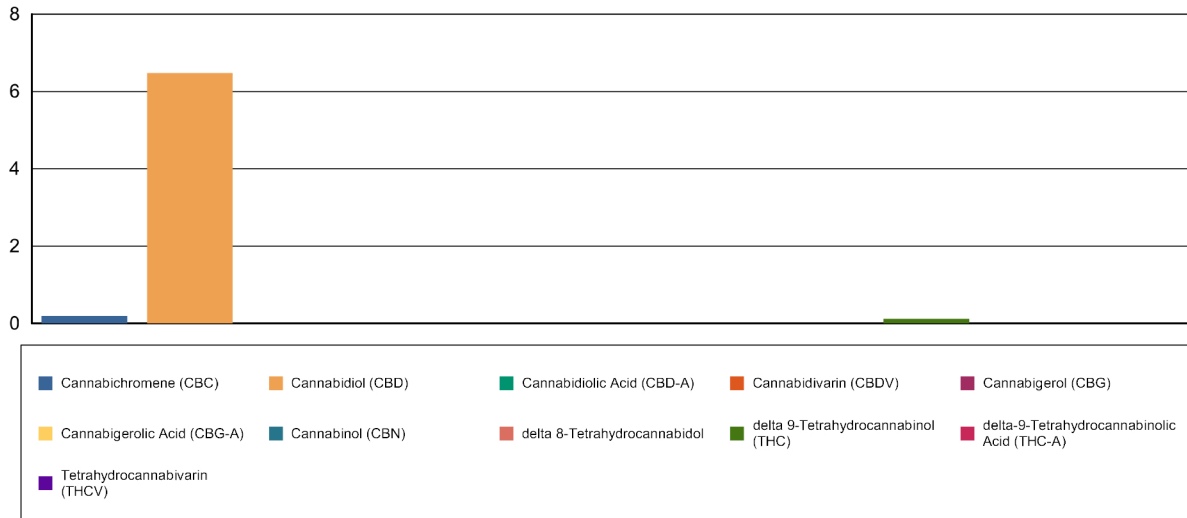 8
6
4
2
0
Cannabichromene (CBC)
Cannabidiol (CBD)
Cannabidiolic Acid (CBD-A)
Cannabidivarin (CBDV)
Cannabigerol (CBG)
Cannabigerolic Acid (CBG-A)
Cannabinol (CBN)
delta 8-Tetrahydrocannabidol
delta 9-Tetrahydrocannabinol
(THC)
delta-9-Tetrahydrocannabinolic
Acid (THC-A)
Tetrahydrocannabivarin
(THCV)